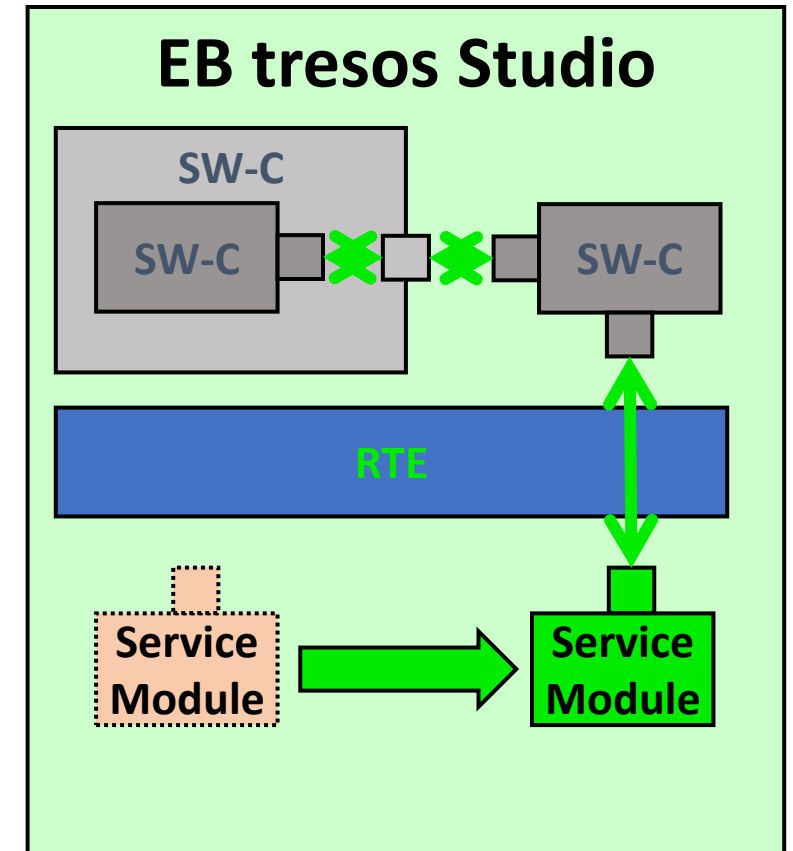 EB tresos Studio
SW-C
SW-C
SW-C
RTE
Service
Module
Service
Module